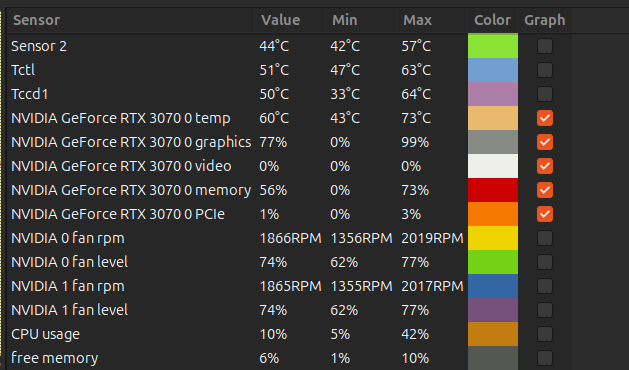 Sensor Value Min Max Color Graph
Sensor 2 44°C 42°C 57°C
Tctl 51°C 47°C 63°C
Tccd1 50°C 33°C 64°C
NVIDIA GeForce RTX 3070 0 temp 60°C 43°C 73°C
NVIDIA GeForce RTX 3070 0 graphics 77% 0% 99%
NVIDIA GeForce RTX 3070 0 video 0% 0% 0%
NVIDIA GeForce RTX 3070 0 memory 56% 0% 73%
NVIDIA GeForce RTX 3070 0 PCIe 1% 0% 3%
NVIDIA 0 fan rpm 1866RPM 1356RPM 2019RPM
NVIDIA 0 fan level 74% 62% 77%
NVIDIA 1 fan rpm 1865RPM 1355RPM 2017RPM
NVIDIA 1 fan level 74% 62% 77%
CPU usage 10% 5% 42%
free memory 6% 1% 10%